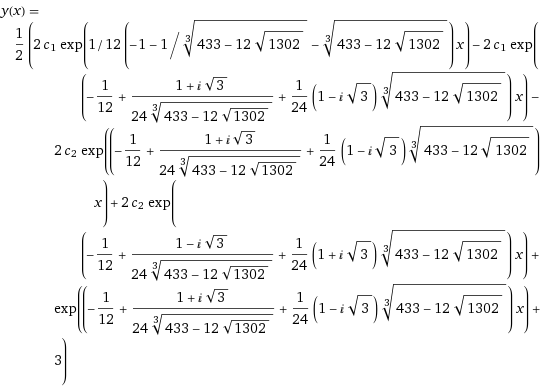 y(x) =
1/2 (2 c₁ exp(1 / 12 (−1 − 1 / ∛(433 − 12 √1302) − ∛(433 − 12 √1302)) x) − 2 c₁ exp(
(−1/12 + (1 + i √3)/(24 ∛(433 − 12 √1302)) + 1/24 (1 − i √3) ∛(433 − 12 √1302)) x) −
2 c₂ exp((−1/12 + (1 + i √3)/(24 ∛(433 − 12 √1302)) + 1/24 (1 − i √3) ∛(433 − 12 √1302))
x) + 2 c₂ exp(
(−1/12 + (1 − i √3)/(24 ∛(433 − 12 √1302)) + 1/24 (1 + i √3) ∛(433 − 12 √1302)) x) +
exp((−1/12 + (1 + i √3)/(24 ∛(433 − 12 √1302)) + 1/24 (1 − i √3) ∛(433 − 12 √1302)) x) +
3)